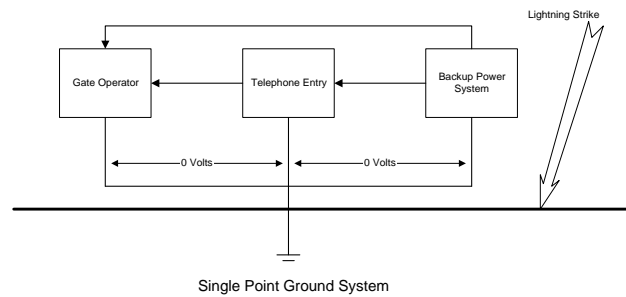 Lightning Strike
Gate Operator
Telephone Entry
Backup Power
System
0 Volts
0 Volts
Single Point Ground System